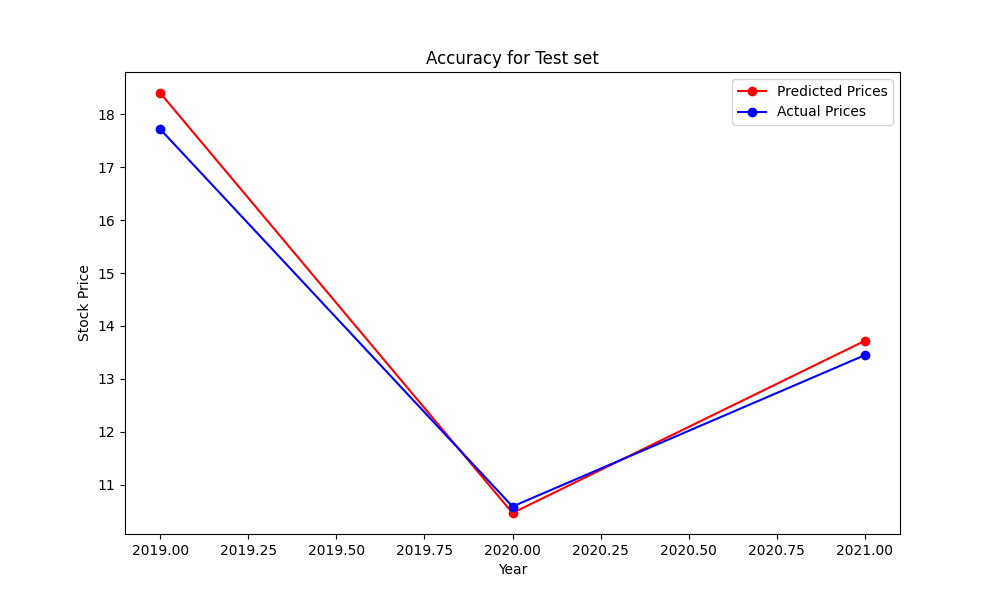 Accuracy for Test set
Predicted Prices
Actual Prices
18
17
16
15
14
13
12
11
Stock Price
2019.00 2019.25 2019.50 2019.75 2020.00 2020.25 2020.50 2020.75 2021.00
Year